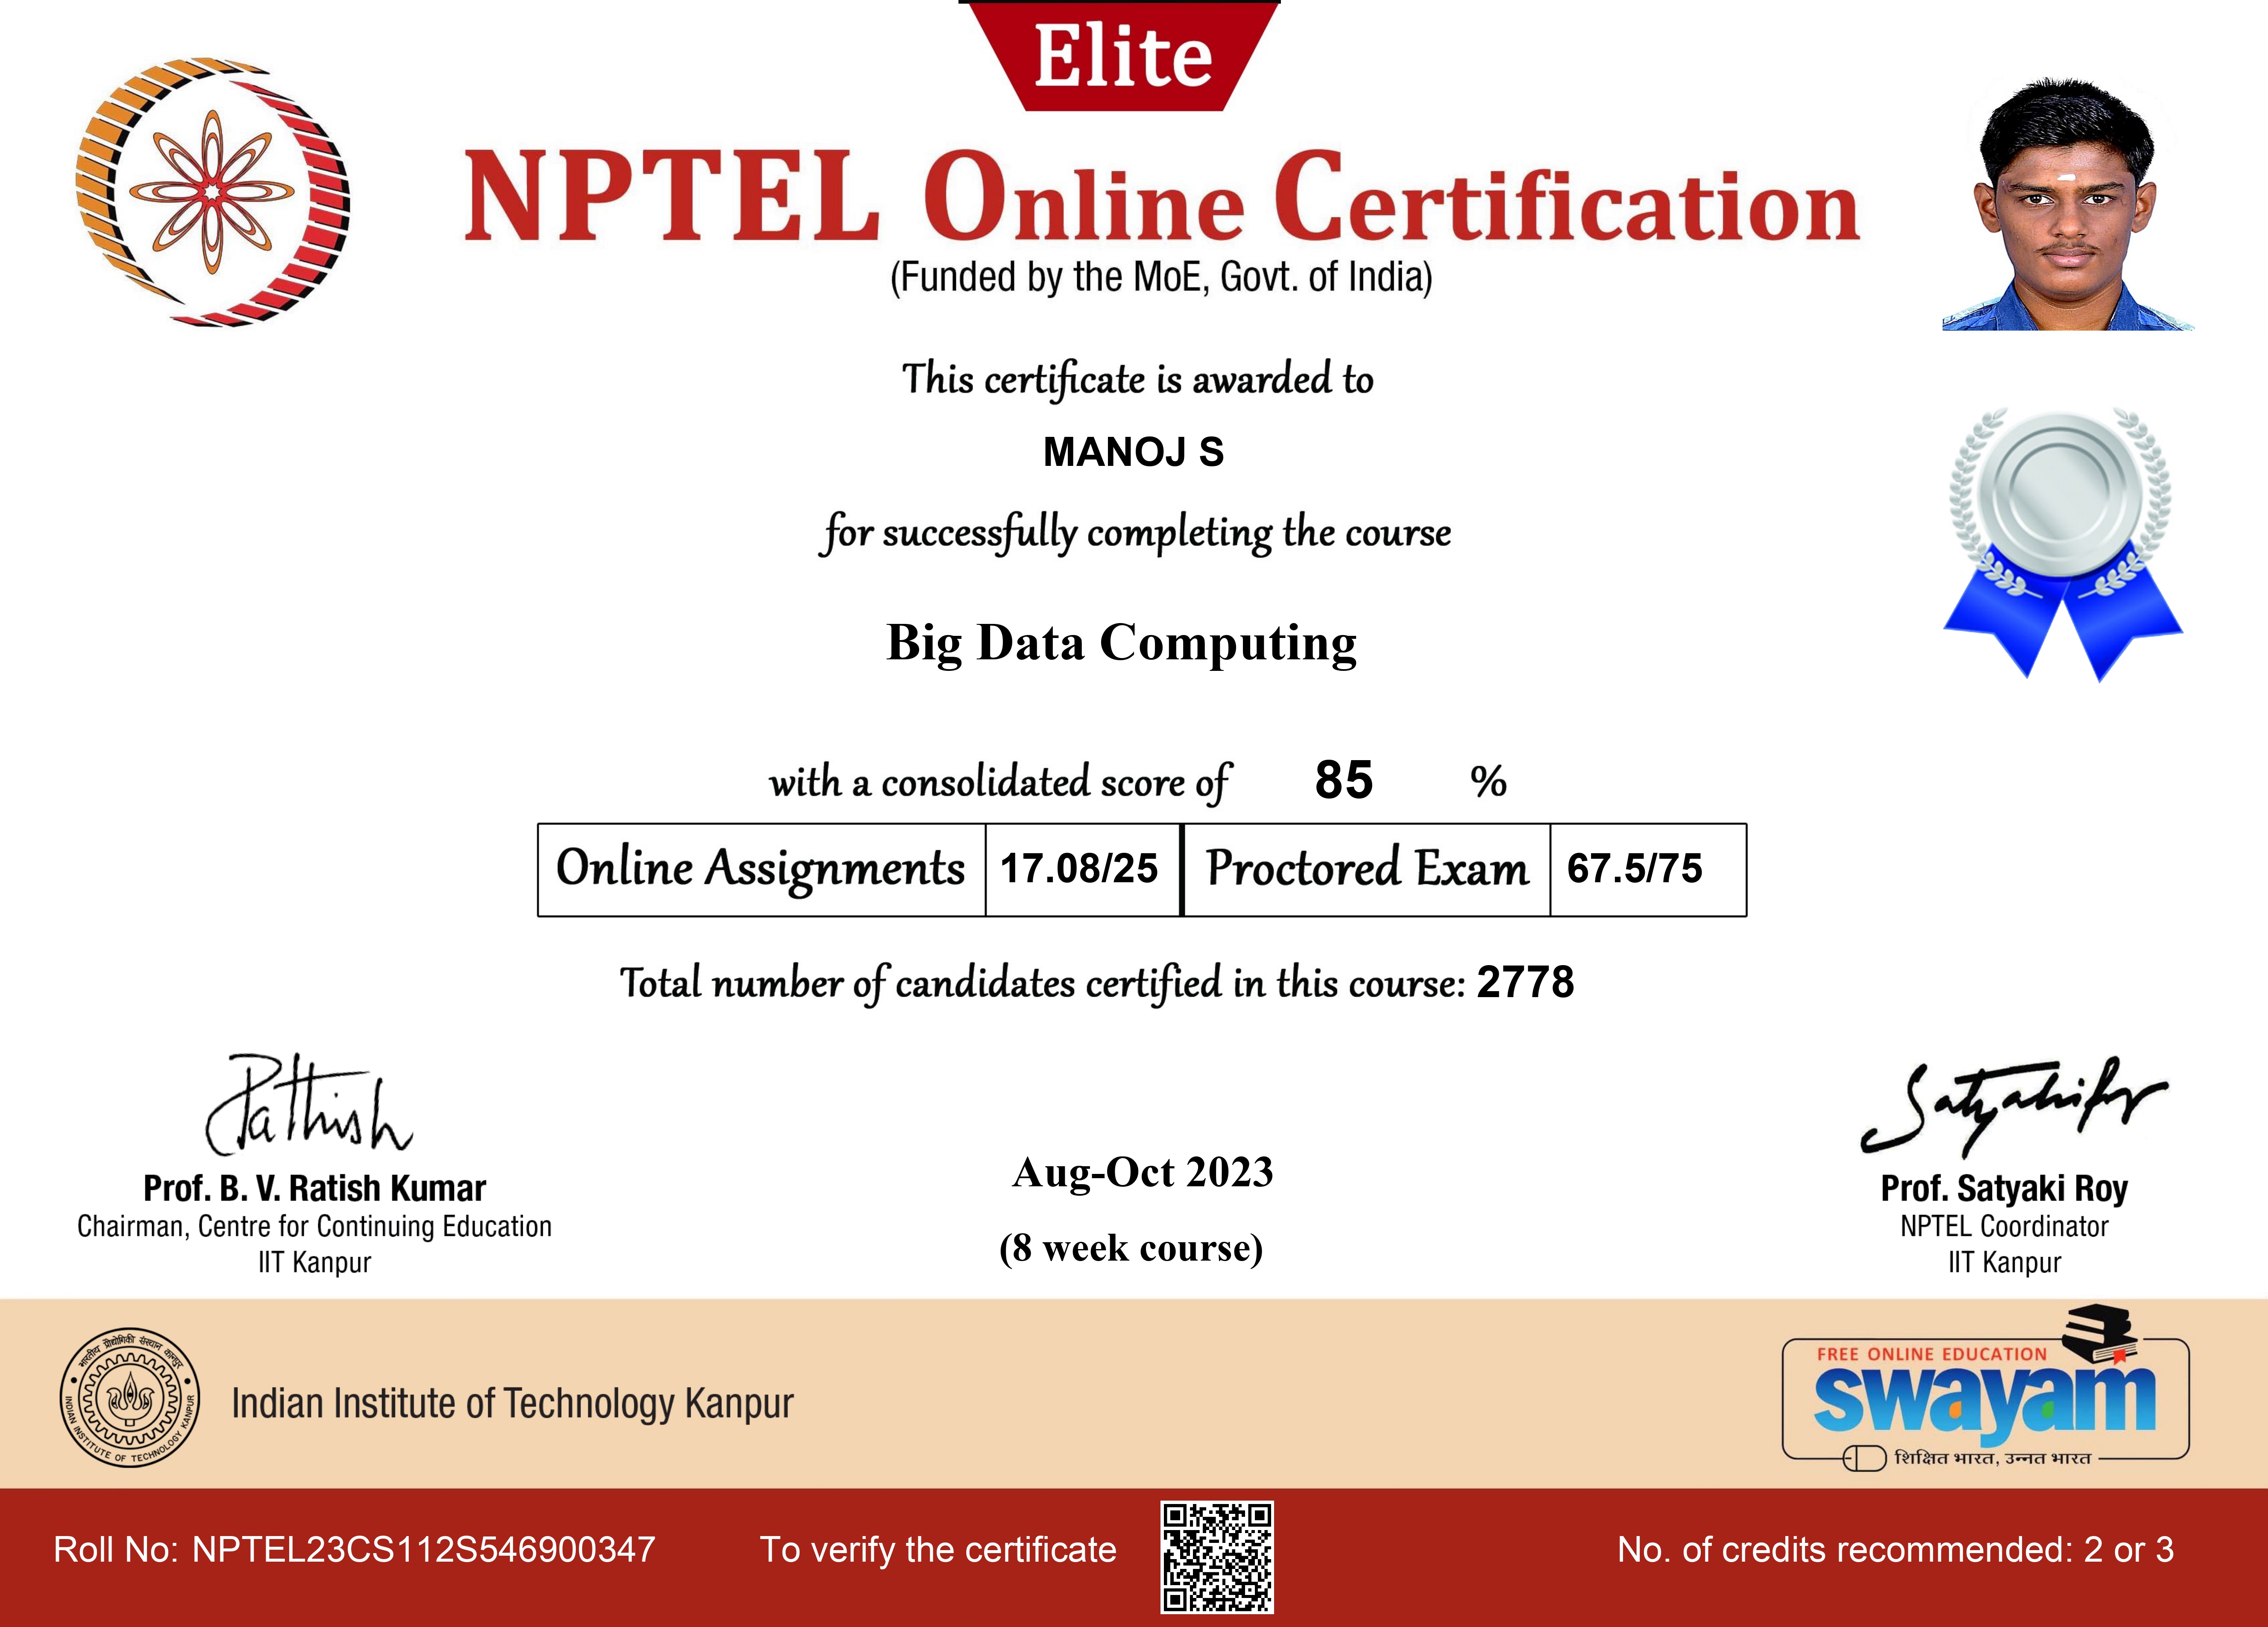 Elite
NPTEL Online Certification
(Funded by the MoE, Govt. of India)
This certificate is awarded to
MANOJ S
for successfully completing the course
Big Data Computing
with a consolidated score of 85 %
Online Assignments 17.08/25 Proctored Exam 67.5/75
Total number of candidates certified in this course: 2778
Prof. B. V. Ratish Kumar
Chairman, Centre for Continuing Education
IIT Kanpur
Aug-Oct 2023
(8 week course)
Prof. Satyaki Roy
NPTEL Coordinator
IIT Kanpur
भारतीय प्रौद्योगिकी संस्थान कानपुर
INDIAN INSTITUTE OF TECHNOLOGY KANPUR
Indian Institute of Technology Kanpur
FREE ONLINE EDUCATION
swayam
शिक्षित भारत, उन्नत भारत
Roll No: NPTEL23CS112S546900347
To verify the certificate
No. of credits recommended: 2 or 3